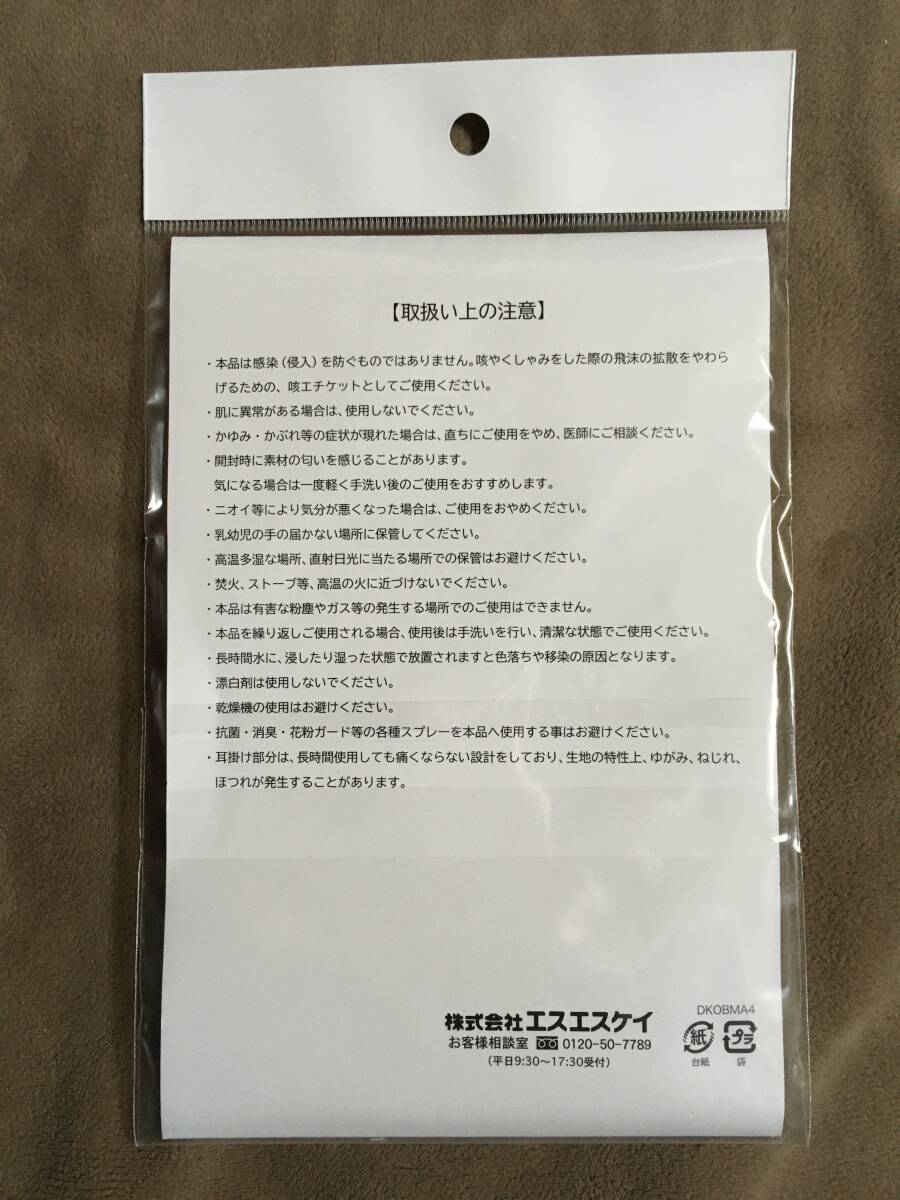 【取扱い上の注意】
・本品は感染（侵入）を防ぐものではありません。咳やくしゃみをした際の飛沫の拡散をやわら
げるための、咳エチケットとしてご使用ください。
・肌に異常がある場合は、使用しないでください。
・かゆみ・かぶれ等の症状が現れた場合は、直ちにご使用をやめ、医師にご相談ください。
・開封時に素材の匂いを感じることがあります。
気になる場合は一度軽く手洗い後のご使用をおすすめします。
・ニオイ等により気分が悪くなった場合は、ご使用をおやめください。
・乳幼児の手の届かない場所に保管してください。
・高温多湿な場所、直射日光に当たる場所での保管はお避けください。
・焚火、ストーブ等、高温の火に近づけないでください。
・本品は有害な粉塵やガス等の発生する場所でのご使用はできません。
・本品を繰り返しご使用される場合、使用後は手洗いを行い、清潔な状態でご使用ください。
・長時間水に、浸したり湿った状態で放置されますと色落ちや移染の原因となります。
・漂白剤は使用しないでください。
・乾燥機の使用はお避けください。
・抗菌・消臭・花粉ガード等の各種スプレーを本品へ使用する事はお避けください。
・耳掛け部分は、長時間使用しても痛くならない設計をしており、生地の特性上、ゆがみ、ねじれ、
ほつれが発生することがあります。
株式会社エスエスケイ
お客様相談室 0120-50-7789
（平日9:30～17:30受付）
DKOBMA4
紙 プラ
台紙 袋